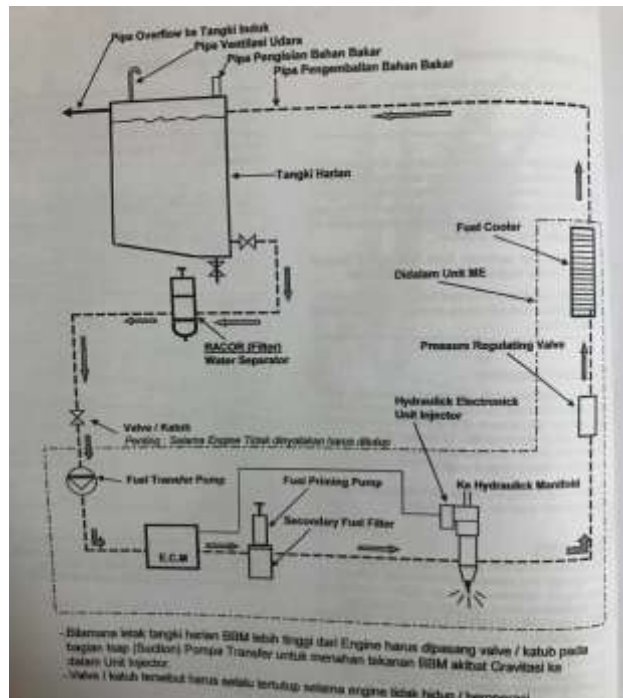 Pipa Overflow ke Tangki Induk
Pipa Ventilasi Udara
Pipa Pengisian Bahan Bakar
Pipa Pengembalian Bahan Bakar
Tangki Harian
Fuel Cooler
Didalam Unit ME
RACOR (Filter)
Water Separator
Pressure Regulating Valve
Hydraulick Electronick
Unit Injector
Valve / Katub
Penting : Selama Engine Tidak dinyalakan harus ditutup
Fuel Transfer Pump
Fuel Priming Pump
Ke Hydraulick Manifold
Secondary Fuel Filter
E.C.M
- Bilamana letak tangki harian BBM lebih tinggi dari Engine harus dipasang valve / katub pada
bagian Isap (Suction) Pompa Transfer untuk menahan tekanan BBM akibat Gravitasi ke
dalam Unit Injector.
- Valve / katub tersebut harus selalu tertutup selama engine tidak hidup /